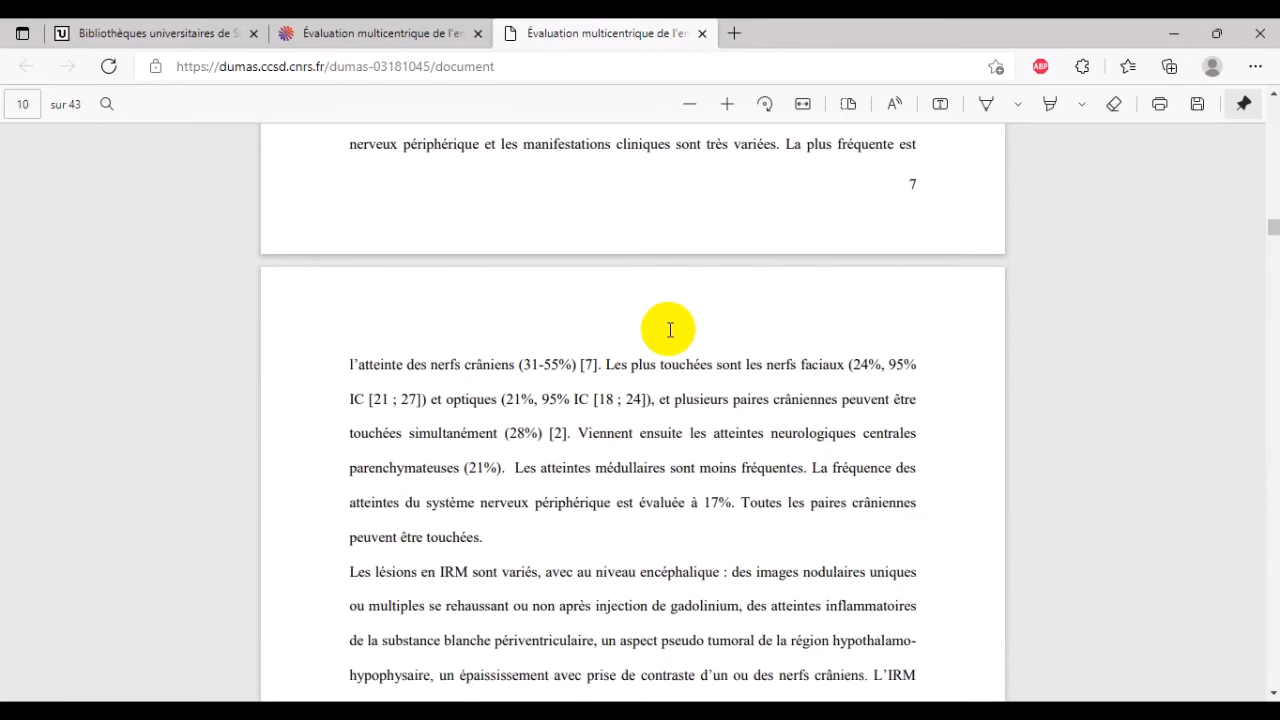 Bibliothèques universitaires de S
Évaluation multicentrique de l'en
Évaluation multicentrique de l'en
https://dumas.ccsd.cnrs.fr/dumas-03181045/document
ABP
10 sur 43
nerveux périphérique et les manifestations cliniques sont très variées. La plus fréquente est
7
l’atteinte des nerfs crâniens (31-55%) [7]. Les plus touchées sont les nerfs faciaux (24%, 95%
IC [21 ; 27]) et optiques (21%, 95% IC [18 ; 24]), et plusieurs paires crâniennes peuvent être
touchées simultanément (28%) [2]. Viennent ensuite les atteintes neurologiques centrales
parenchymateuses (21%).  Les atteintes médullaires sont moins fréquentes. La fréquence des
atteintes du système nerveux périphérique est évaluée à 17%. Toutes les paires crâniennes
peuvent être touchées.
Les lésions en IRM sont variés, avec au niveau encéphalique : des images nodulaires uniques
ou multiples se rehaussant ou non après injection de gadolinium, des atteintes inflammatoires
de la substance blanche périventriculaire, un aspect pseudo tumoral de la région hypothalamo-
hypophysaire, un épaississement avec prise de contraste d’un ou des nerfs crâniens. L’IRM